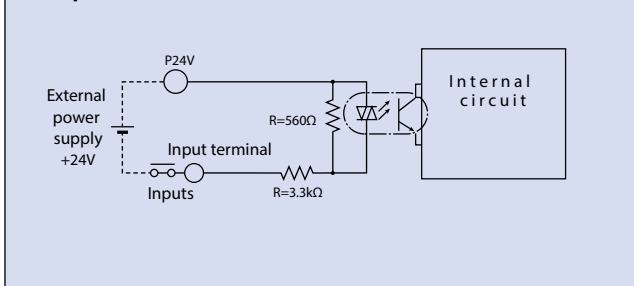 P24V
External
power
supply
+24V
Input terminal
Inputs
R=560Ω
R=3.3kΩ
Internal
circuit